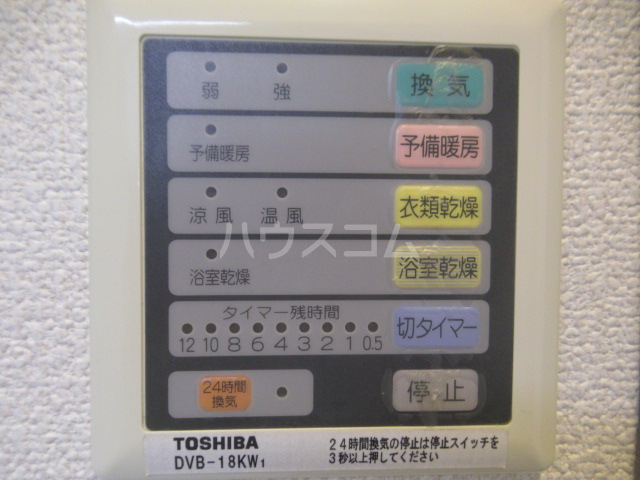 弱 強 換気
予備暖房 予備暖房
涼風 温風 衣類乾燥
ハウスコム
浴室乾燥 浴室乾燥
タイマー残時間
12 10 8 6 4 3 2 1 0.5 切タイマー
24時間
換気 停止
TOSHIBA
DVB-18KW1
24時間換気の停止は停止スイッチを
3秒以上押してください